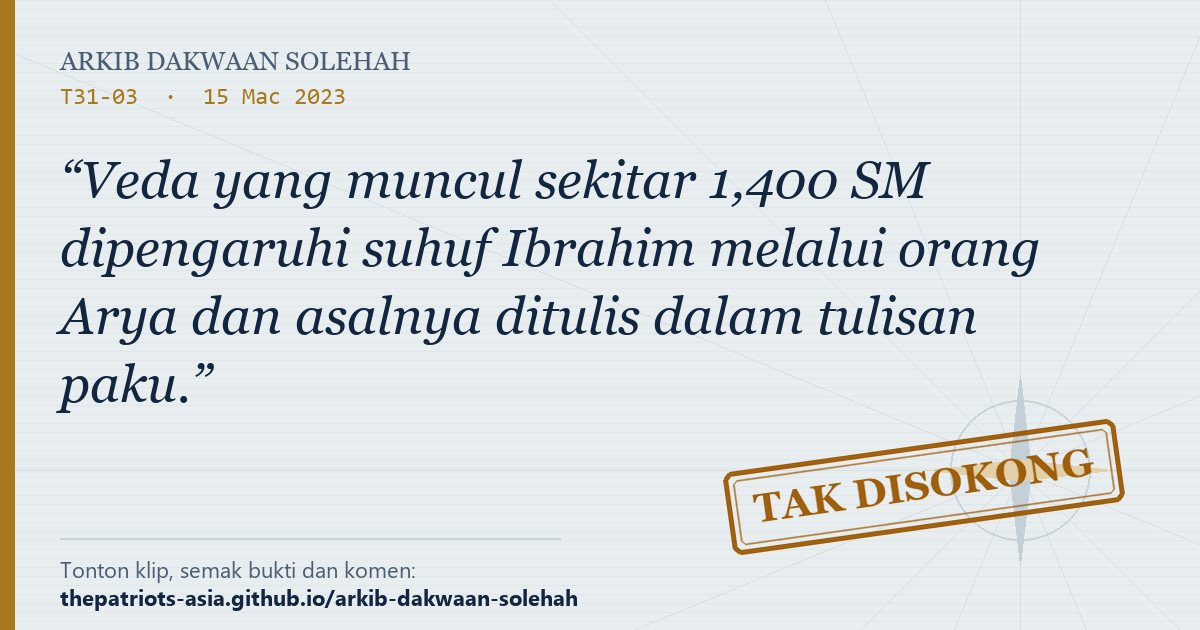 ARKIB DAKWAAN SOLEHAH
T31-03 · 15 Mac 2023
“Veda yang muncul sekitar 1,400 SM
dipengaruhi suhuf Ibrahim melalui orang
Arya dan asalnya ditulis dalam tulisan
paku.”
TAK DISOKONG
Tonton klip, semak bukti dan komen:
thepatriots-asia.github.io/arkib-dakwaan-solehah